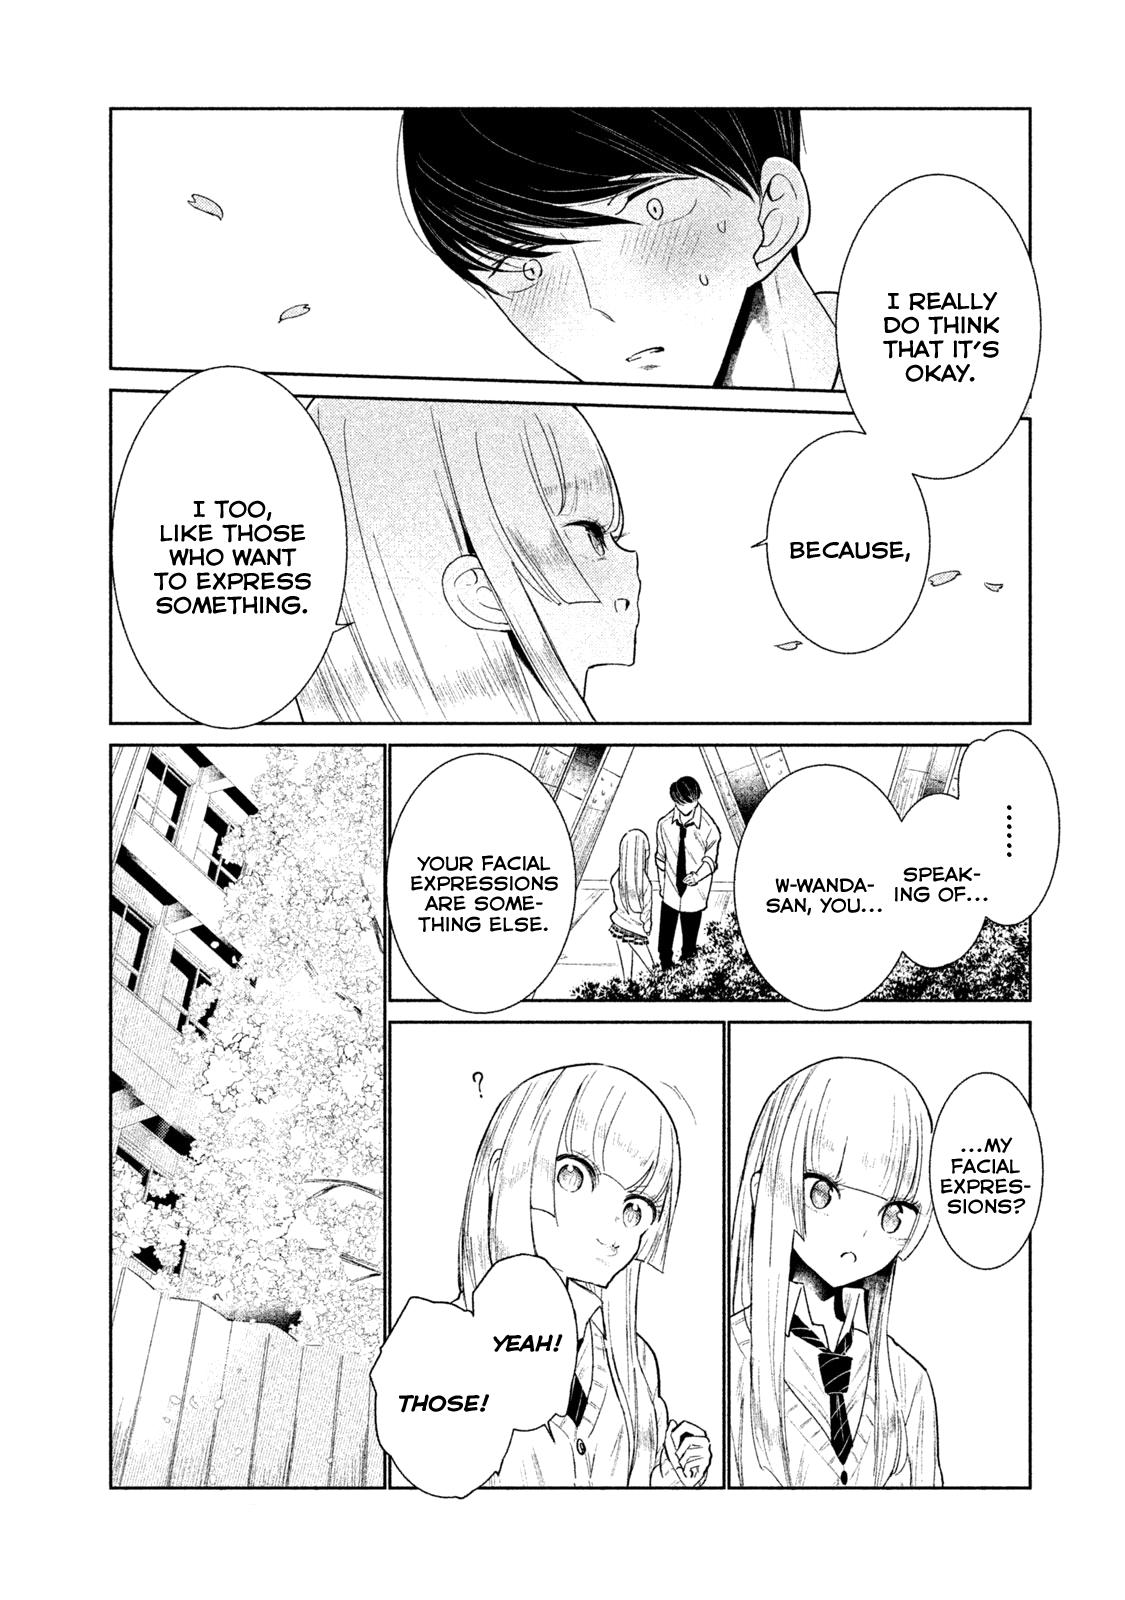 I REALLY
DO THINK
THAT IT'S
OKAY.
BECAUSE,
I TOO,
LIKE THOSE
WHO WANT
TO EXPRESS
SOMETHING.
......
SPEAK-
ING OF...
W-WANDA-
SAN, YOU...
YOUR FACIAL
EXPRESSIONS
ARE SOME-
THING ELSE.
...MY
FACIAL
EXPRES-
SIONS?
?
YEAH!
THOSE!